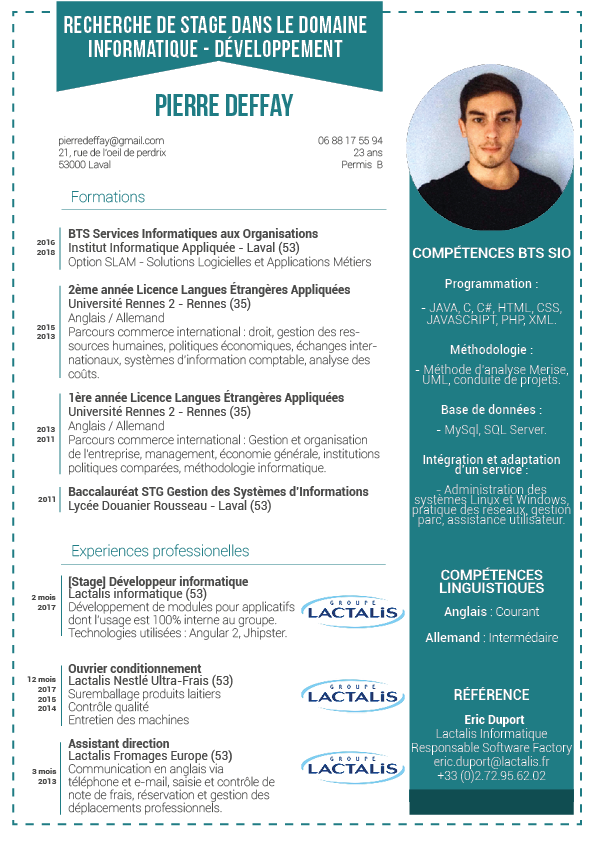 RECHERCHE DE STAGE DANS LE DOMAINE
INFORMATIQUE - DÉVELOPPEMENT
PIERRE DEFFAY
pierredeffay@gmail.com
21, rue de l'oeil de perdrix
53000 Laval
06 88 17 55 94
23 ans
Permis B
Formations
2016
2018
BTS Services Informatiques aux Organisations
Institut Informatique Appliquée - Laval (53)
Option SLAM - Solutions Logicielles et Applications Métiers
2015
2013
2ème année Licence Langues Étrangères Appliquées
Université Rennes 2 - Rennes (35)
Anglais / Allemand
Parcours commerce international : droit, gestion des res-
sources humaines, politiques économiques, échanges inter-
nationaux, systèmes d'information comptable, analyse des
coûts.
2013
2011
1ère année Licence Langues Étrangères Appliquées
Université Rennes 2 - Rennes (35)
Anglais / Allemand
Parcours commerce international : Gestion et organisation
de l'entreprise, management, économie générale, institutions
politiques comparées, méthodologie informatique.
2011
Baccalauréat STG Gestion des Systèmes d'Informations
Lycée Douanier Rousseau - Laval (53)
Experiences professionelles
2 mois
2017
[Stage] Développeur informatique
Lactalis informatique (53)
Développement de modules pour applicatifs
dont l'usage est 100% interne au groupe.
Technologies utilisées : Angular 2, Jhipster.
GROUPE
LACTALIS
12 mois
2017
2015
2014
Ouvrier conditionnement
Lactalis Nestlé Ultra-Frais (53)
Suremballage produits laitiers
Contrôle qualité
Entretien des machines
GROUPE
LACTALIS
3 mois
2013
Assistant direction
Lactalis Fromages Europe (53)
Communication en anglais via
téléphone et e-mail, saisie et contrôle de
note de frais, réservation et gestion des
déplacements professionnels.
GROUPE
LACTALIS
COMPÉTENCES BTS SIO
Programmation :
- JAVA, C, C#, HTML, CSS,
JAVASCRIPT, PHP, XML.
Méthodologie :
- Méthode d'analyse Merise,
UML, conduite de projets.
Base de données :
- MySql, SQL Server.
Intégration et adaptation
d'un service :
- Administration des
systèmes Linux et Windows,
pratique des réseaux, gestion
parc, assistance utilisateur.
COMPÉTENCES
LINGUISTIQUES
Anglais : Courant
Allemand : Intermédaire
RÉFÉRENCE
Eric Duport
Lactalis Informatique
Responsable Software Factory
eric.duport@lactalis.fr
+33 (0)2.72.95.62.02